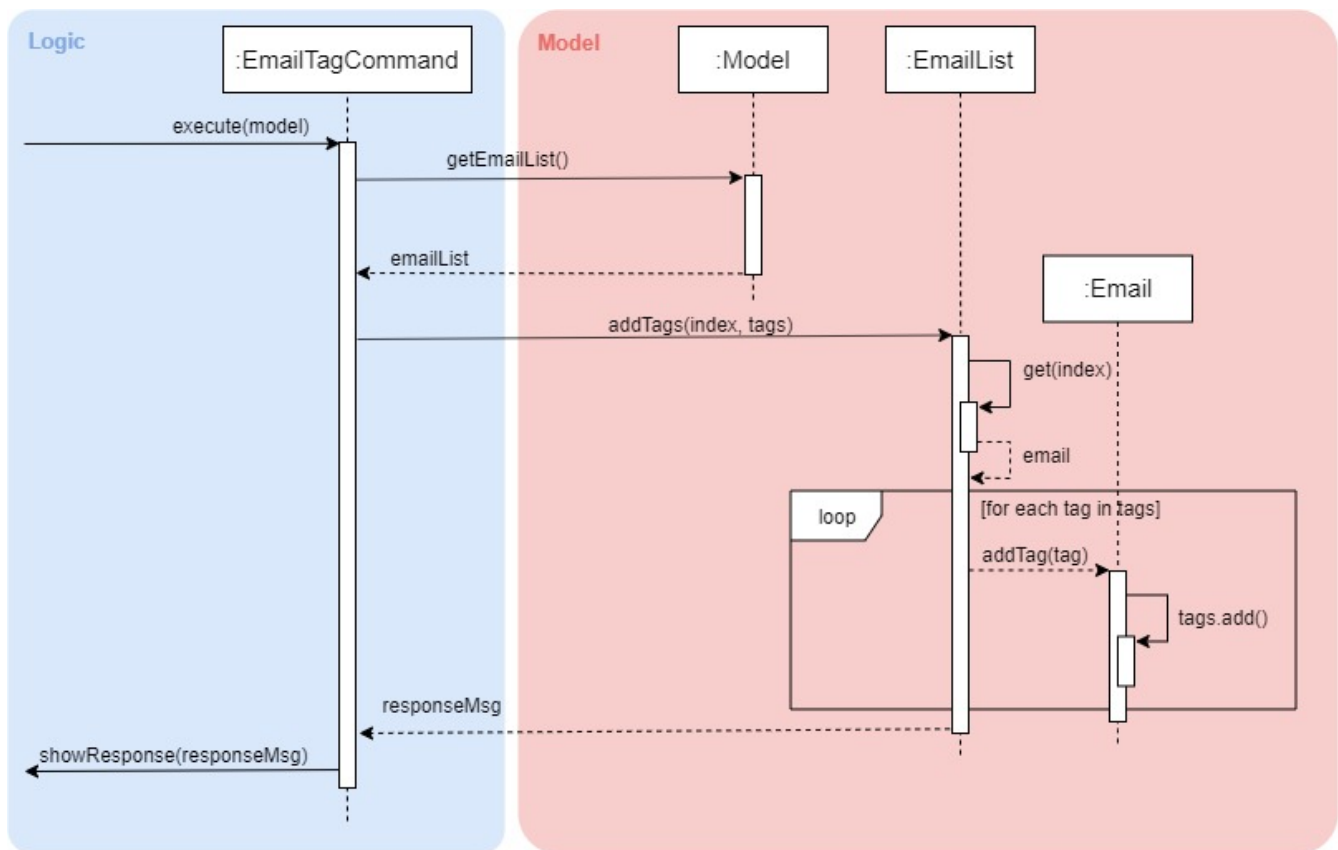 Logic
:EmailTagCommand
Model
:Model
:EmailList
execute(model)
getEmailList()
emailList
:Email
addTags(index, tags)
get(index)
email
loop
[for each tag in tags]
addTag(tag)
tags.add()
responseMsg
showResponse(responseMsg)